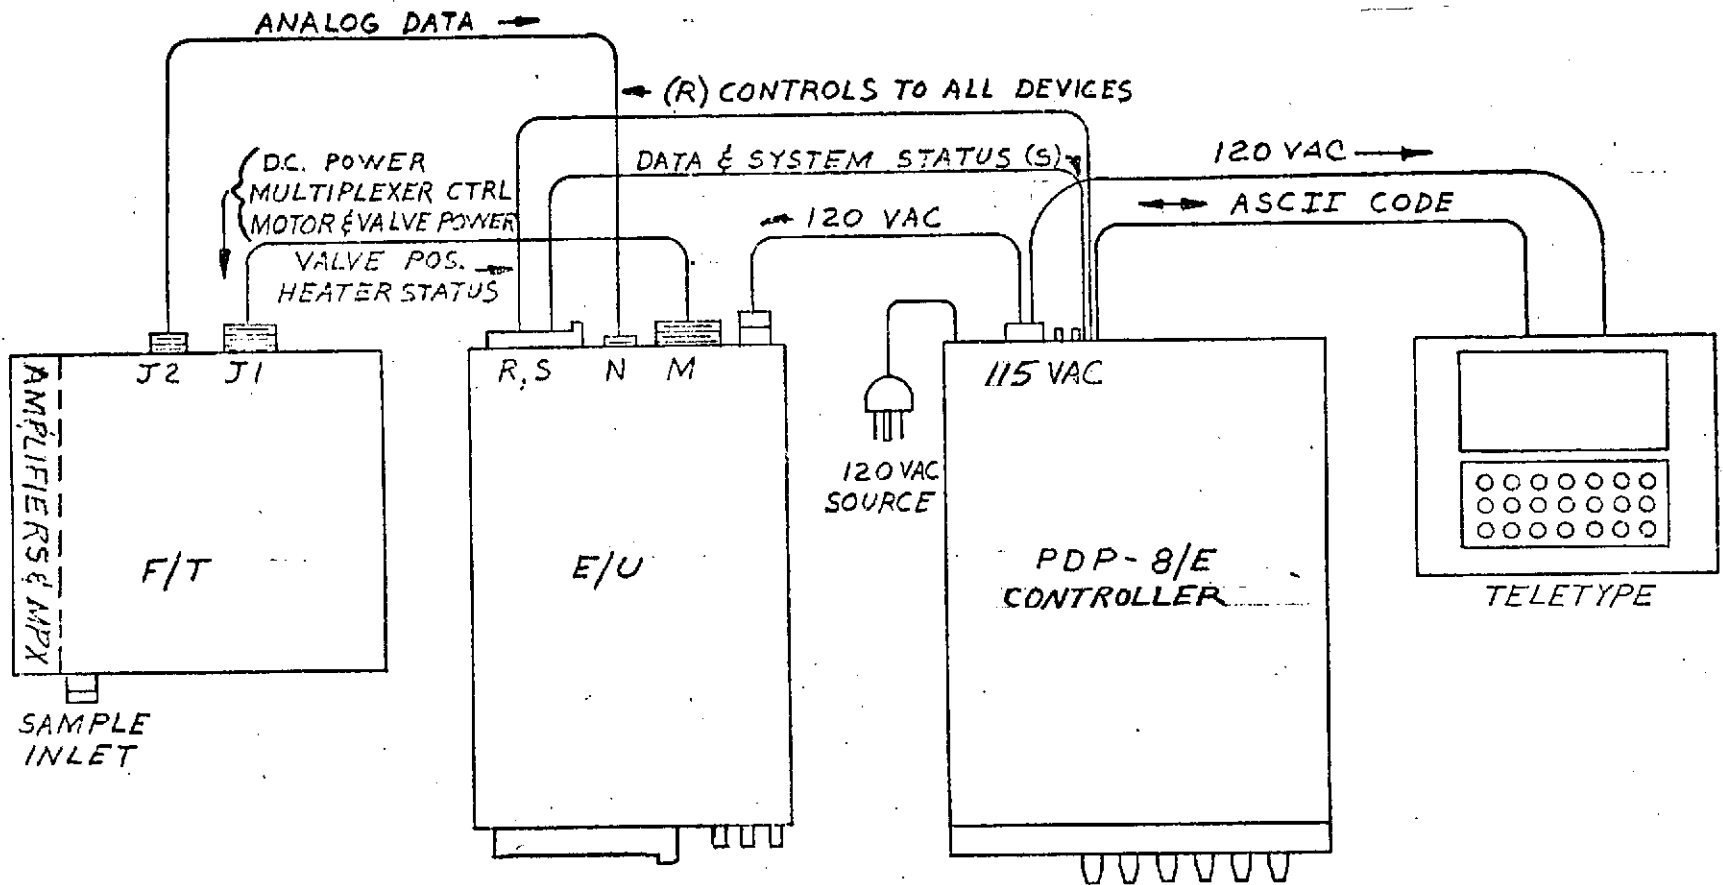 ANALOG DATA →
← (R) CONTROLS TO ALL DEVICES
D.C. POWER
MULTIPLEXER CTRL
MOTOR & VALVE POWER
DATA & SYSTEM STATUS (S)
120 VAC →
↔ ASCII CODE
← 120 VAC
VALVE POS. →
HEATER STATUS
J2 J1
R, S N M
115 VAC
120 VAC
SOURCE
AMPLIFIERS & MPX
F/T
E/U
PDP-8/E
CONTROLLER
TELETYPE
SAMPLE
INLET